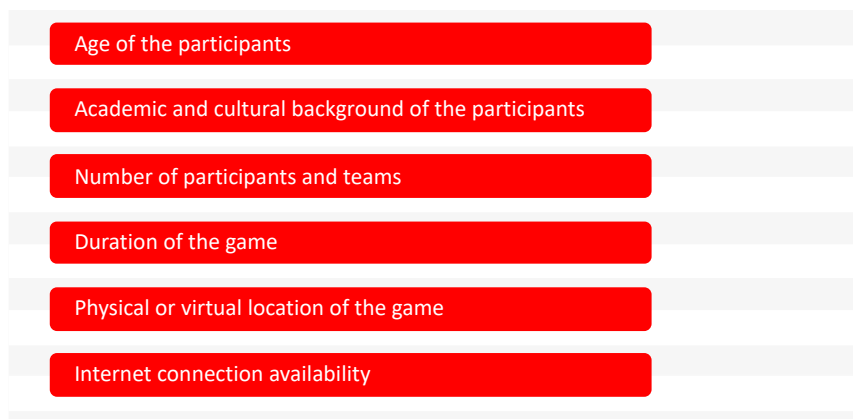 Age of the participants
Academic and cultural background of the participants
Number of participants and teams
Duration of the game
Physical or virtual location of the game
Internet connection availability